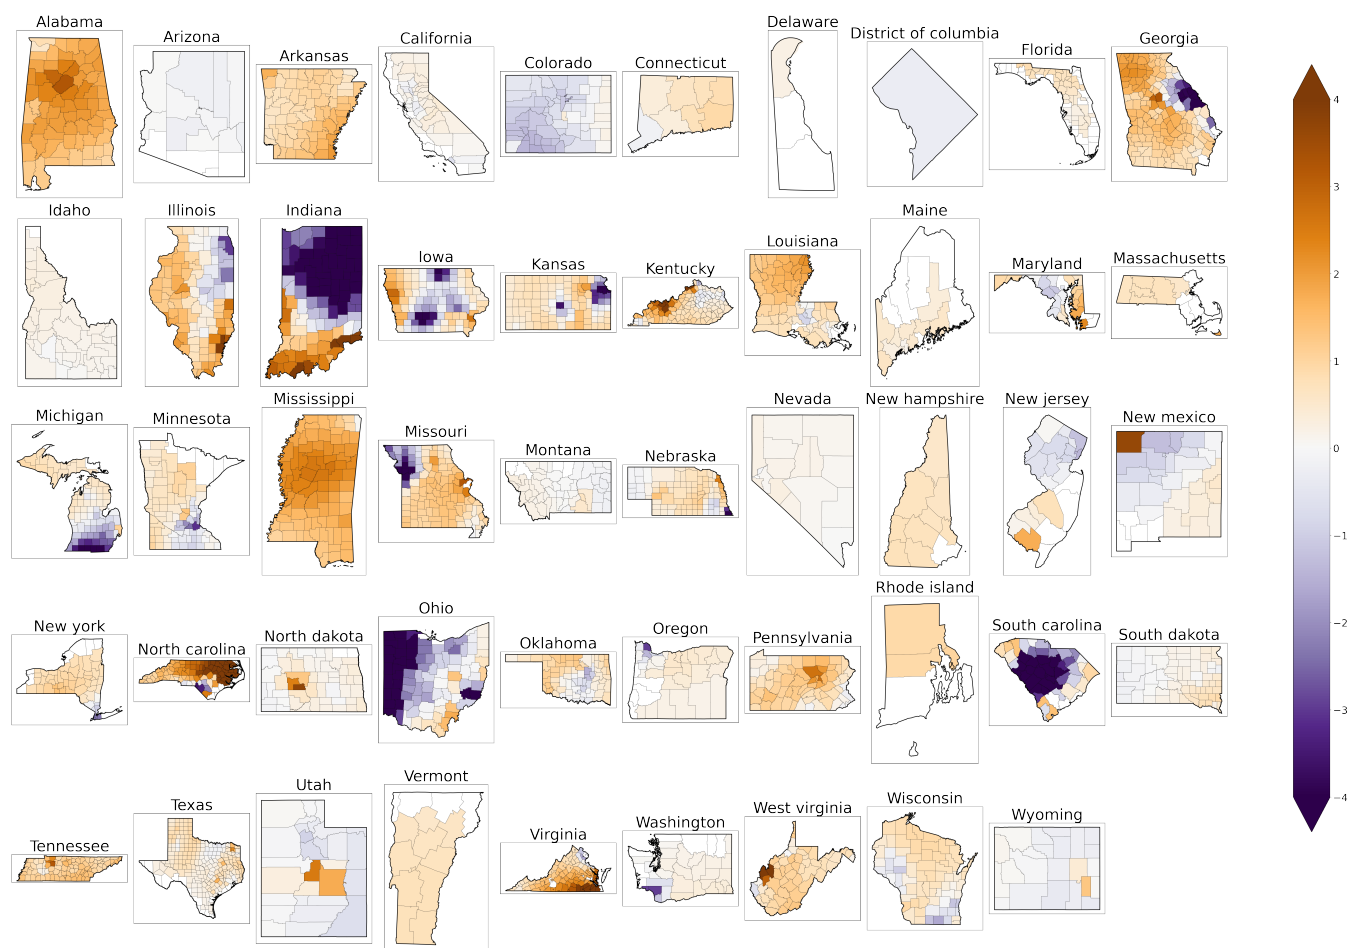 Alabama
Arizona
Arkansas
California
Colorado
Connecticut
Delaware
District of columbia
Florida
Georgia
Idaho
Illinois
Indiana
Iowa
Kansas
Kentucky
Louisiana
Maine
Maryland
Massachusetts
Michigan
Minnesota
Mississippi
Missouri
Montana
Nebraska
Nevada
New hampshire
New jersey
New mexico
New york
North carolina
North dakota
Ohio
Oklahoma
Oregon
Pennsylvania
Rhode island
South carolina
South dakota
Tennessee
Texas
Utah
Vermont
Virginia
Washington
West virginia
Wisconsin
Wyoming
4
3
2
1
0
−1
−2
−3
−4